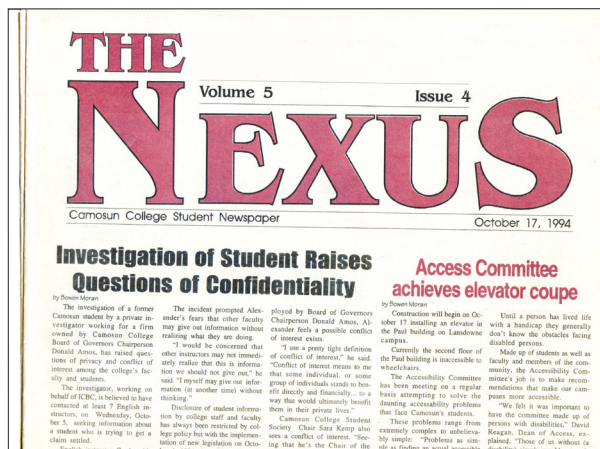 THE
NEXUS
Volume 5
Issue 4
Camosun College Student Newspaper
October 17, 1994
Investigation of Student Raises
Questions of Confidentiality
by Bowen Moran
The investigation of a former
Camosun student by a private in-
vestigator working for a firm
owned by Camosun College
Board of Governors Chairperson
Donald Amos, has raised ques-
tions of privacy and conflict of
interest among the college's fac-
ulty and students.
The investigator, working on
behalf of ICBC, is believed to have
contacted at least 7 English in-
structors, on Wednesday, Octo-
ber 5, seeking information about
a student who is trying to get a
claim settled.
The incident prompted Alex-
ander's fears that other faculty
may give out information without
realizing what they are doing.
"I would be concerned that
other instructors may not immedi-
ately realize that this is informa-
tion we should not give out," he
said. "I myself may give out infor-
mation (at another time) without
thinking."
Disclosure of student informa-
tion by college staff and faculty
has always been restricted by col-
lege policy but with the implemen-
tation of new legislation on Octo-
ployed by Board of Governors
Chairperson Donald Amos, Al-
exander feels a possible conflict
of interest exists.
"I use a pretty tight definition
of conflict of interest," he said.
"Conflict of interest means to me
that some individual, or some
group of individuals stands to ben-
efit directly and financially... to a
way that would ultimately benefit
them in their private lives."
Camosun College Student
Society Chair Sara Kemp also
sees a conflict of interest. "See-
ing that he's the Chair of the
Access Committee
achieves elevator coupe
by Bowen Moran
Construction will begin on Oc-
tober 17 installing an elevator in
the Paul building on Lansdowne
campus.
Currently the second floor of
the Paul building is inaccessible to
wheelchairs.
The Accessibility Committee
has been meeting on a regular
basis attempting to solve the
daunting accessability problems
that face Camosun's students.
These problems range from
extremely complex to unbelieva-
bly simple: "Problems as sim-
ple as finding an actual accessible
Until a person has lived life
with a handicap they generally
don't know the obstacles facing
disabled persons.
Made up of students as well as
faculty and members of the com-
munity, the Accessibility Com-
mittee's job is to make recom-
mendations that make our cam-
puses more accessible.
"We felt it was important to
have the committee made up of
persons with disabilities," David
Reagan, Dean of Access, ex-
plained. "Those of us without (a